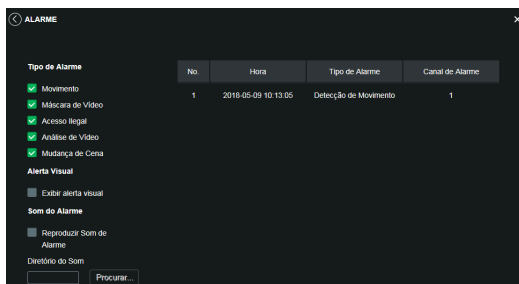 ALARME
Tipo de Alarme
Movimento
Máscara de Vídeo
Acesso Ilegal
Análise de Vídeo
Mudança de Cena
Alerta Visual
Exibir alerta visual
Som do Alarme
Reproduzir Som de
Alarme
Diretório do Som
Procurar...
No. Hora Tipo de Alarme Canal de Alarme
1 2018-05-09 10:13:05 Detecção de Movimento 1